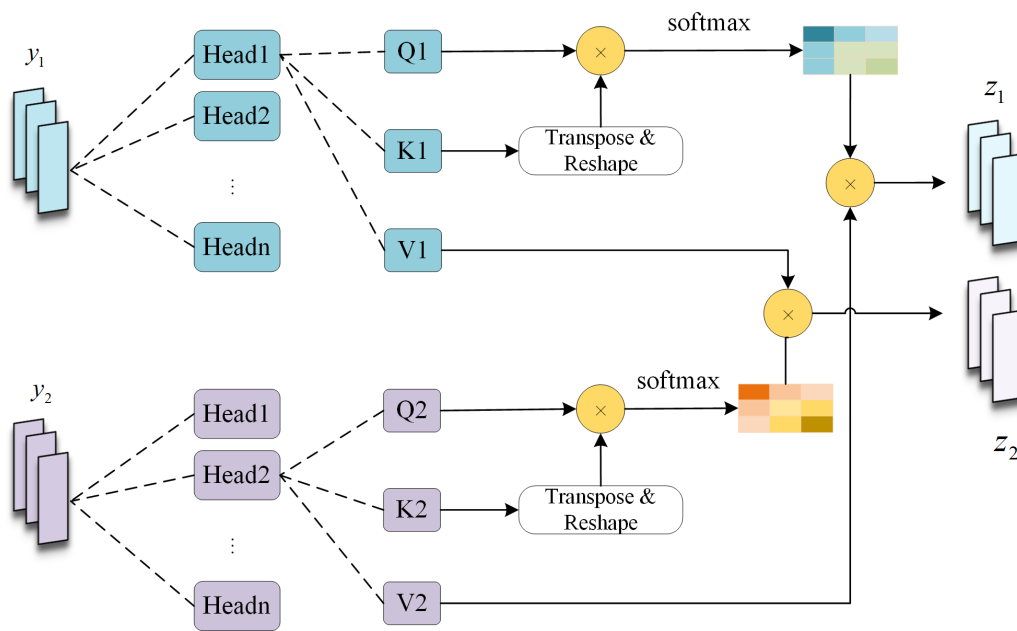 y1
Head1
Q1
×
softmax
Head2
K1
Transpose &
Reshape
z1
×
⋮
Headn
V1
×
y2
Head1
Q2
×
softmax
Head2
K2
Transpose &
Reshape
z2
⋮
Headn
V2